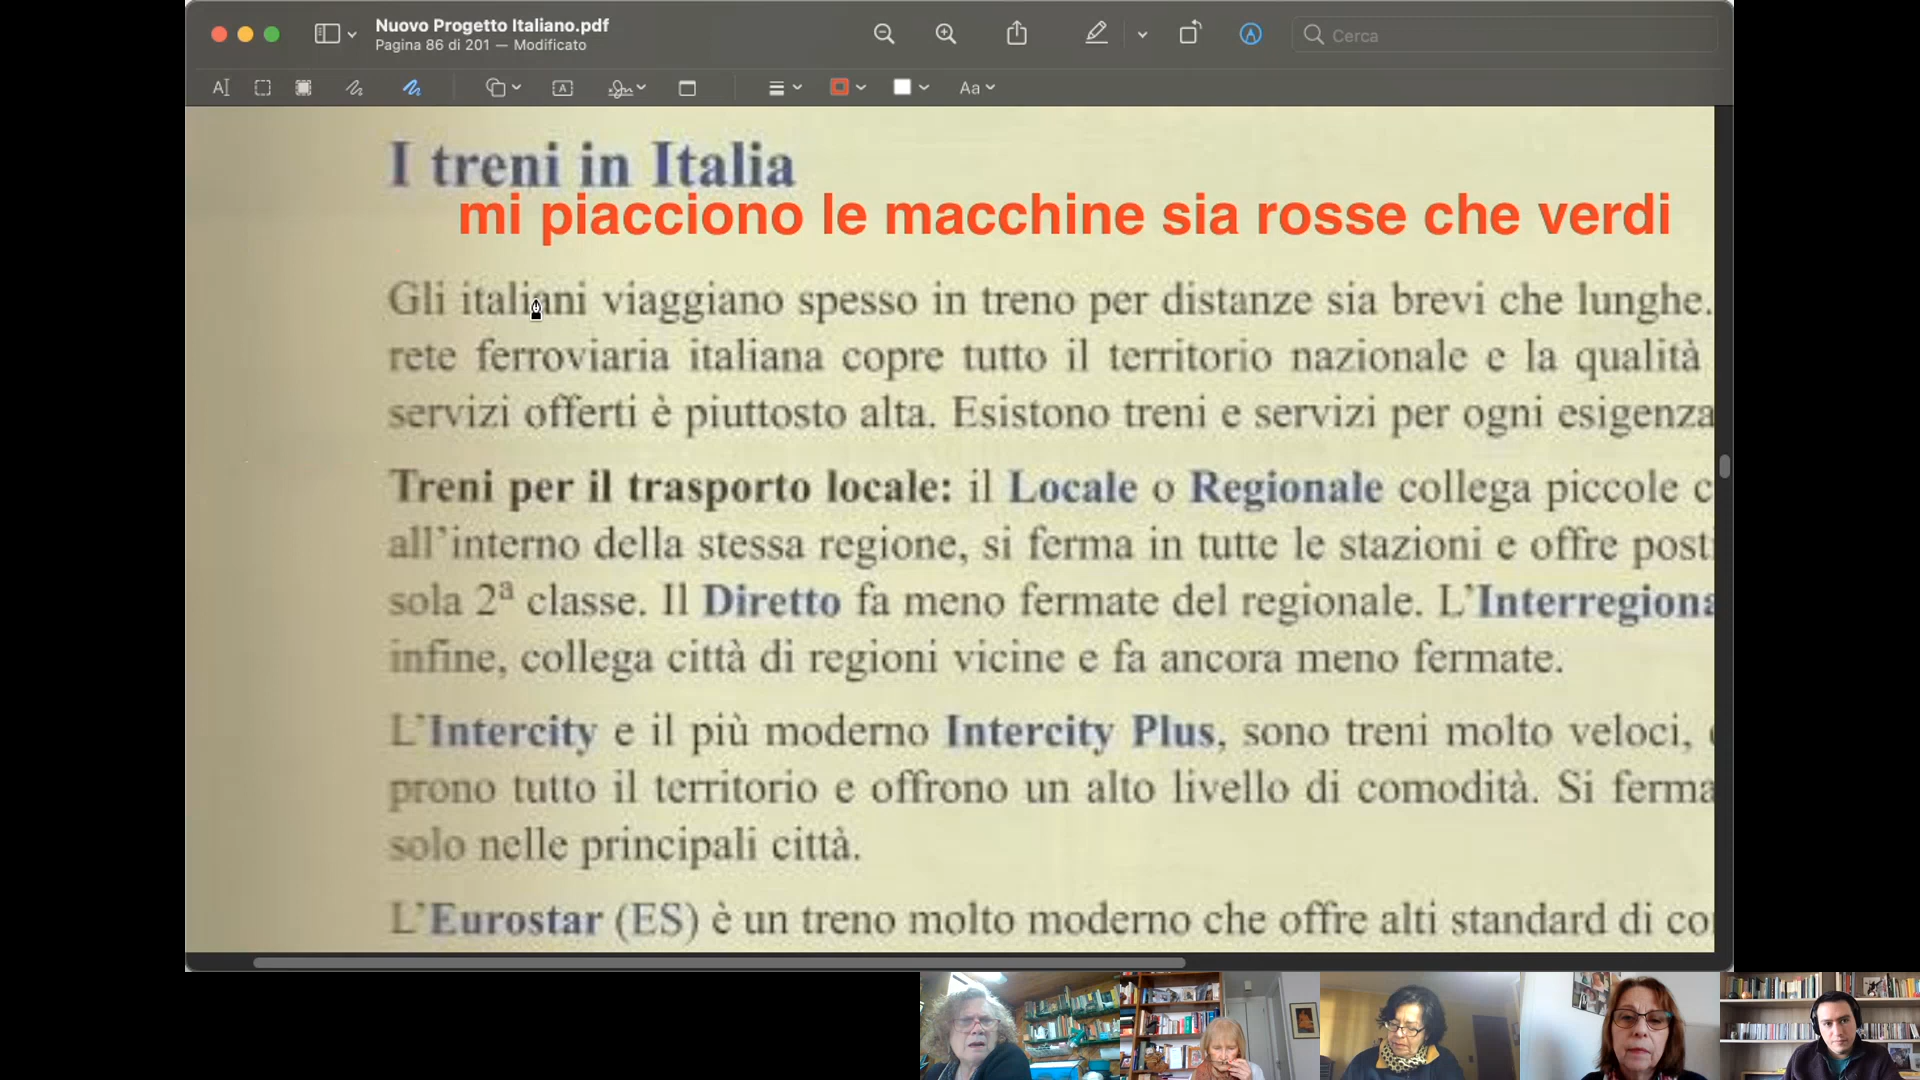 Nuovo Progetto Italiano.pdf
Pagina 86 di 201 — Modificato
Cerca
Aa
I treni in Italia
mi piacciono le macchine sia rosse che verdi
Gli italiani viaggiano spesso in treno per distanze sia brevi che lunghe.
rete ferroviaria italiana copre tutto il territorio nazionale e la qualità
servizi offerti è piuttosto alta. Esistono treni e servizi per ogni esigenza
Treni per il trasporto locale: il Locale o Regionale collega piccole c
all'interno della stessa regione, si ferma in tutte le stazioni e offre post
sola 2ª classe. Il Diretto fa meno fermate del regionale. L'Interregiona
infine, collega città di regioni vicine e fa ancora meno fermate.
L'Intercity e il più moderno Intercity Plus, sono treni molto veloci,
prono tutto il territorio e offrono un alto livello di comodità. Si ferma
solo nelle principali città.
L'Eurostar (ES) è un treno molto moderno che offre alti standard di co